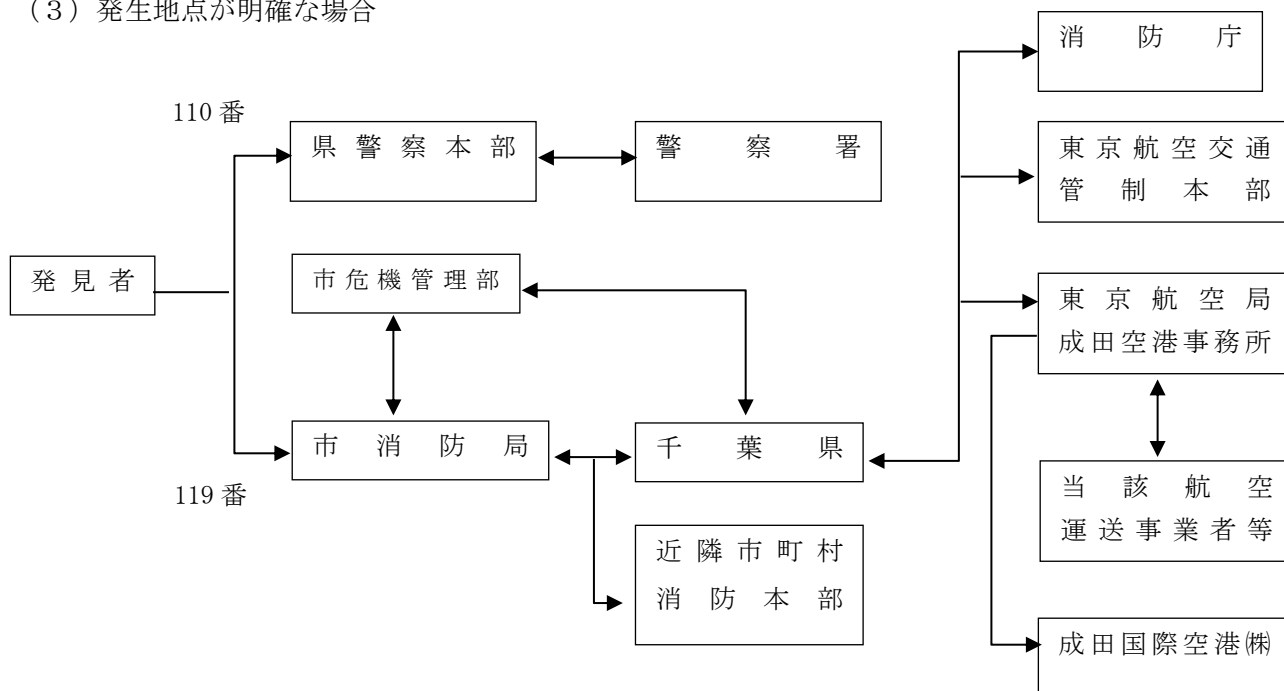 （３）発生地点が明確な場合
消防庁
110 番
県警察本部
警察署
東京航空交通
管制本部
発見者
市危機管理部
東京航空局
成田空港事務所
市消防局
千葉県
119 番
当該航空
運送事業者等
近隣市町村
消防本部
成田国際空港㈱